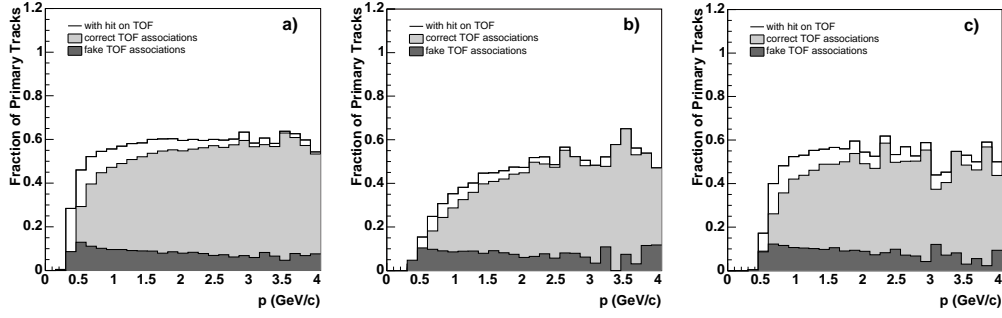 a)
with hit on TOF
correct TOF associations
fake TOF associations
Fraction of Primary Tracks
1.2
1
0.8
0.6
0.4
0.2
0
0 0.5 1 1.5 2 2.5 3 3.5 4
p (GeV/c)
b)
with hit on TOF
correct TOF associations
fake TOF associations
Fraction of Primary Tracks
1.2
1
0.8
0.6
0.4
0.2
0
0 0.5 1 1.5 2 2.5 3 3.5 4
p (GeV/c)
c)
with hit on TOF
correct TOF associations
fake TOF associations
Fraction of Primary Tracks
1.2
1
0.8
0.6
0.4
0.2
0
0 0.5 1 1.5 2 2.5 3 3.5 4
p (GeV/c)